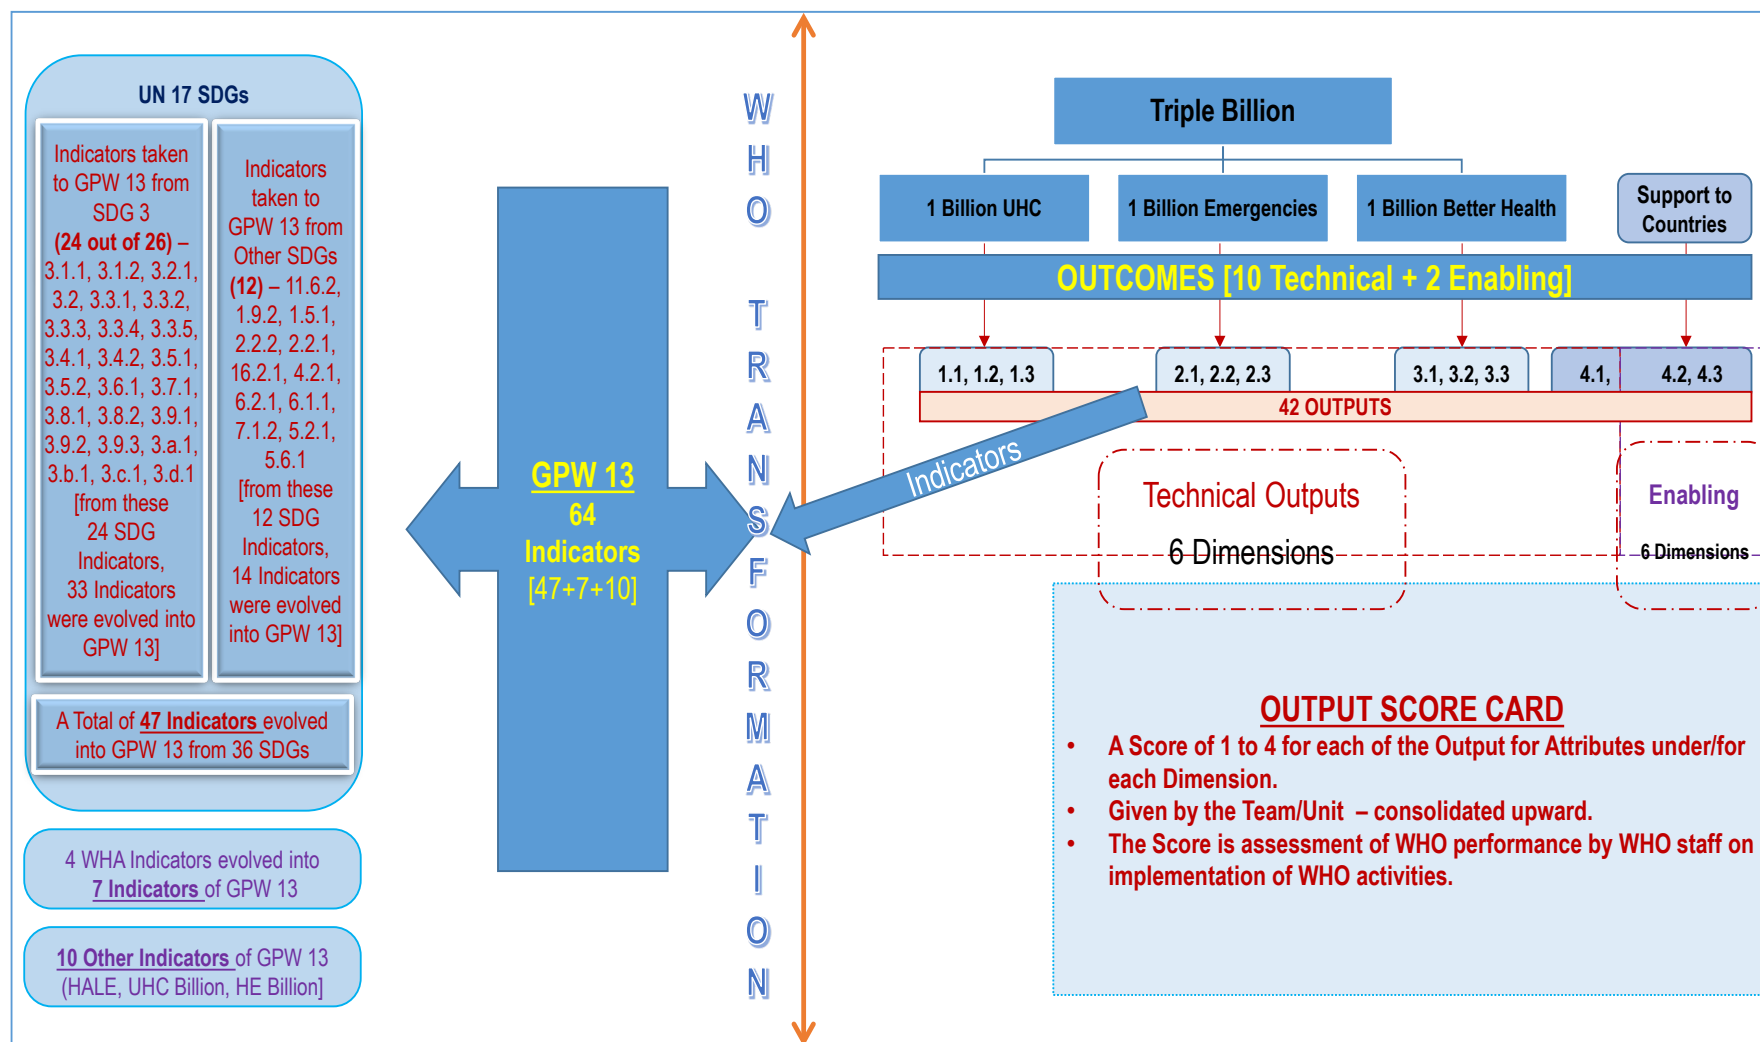 UN 17 SDGs
Indicators taken
to GPW 13 from
SDG 3
(24 out of 26) –
3.1.1, 3.1.2, 3.2.1,
3.2, 3.3.1, 3.3.2,
3.3.3, 3.3.4, 3.3.5,
3.4.1, 3.4.2, 3.5.1,
3.5.2, 3.6.1, 3.7.1,
3.8.1, 3.8.2, 3.9.1,
3.9.2, 3.9.3, 3.a.1,
3.b.1, 3.c.1, 3.d.1
[from these
24 SDG
Indicators,
33 Indicators
were evolved into
GPW 13]
Indicators
taken to
GPW 13 from
Other SDGs
(12) – 11.6.2,
1.9.2, 1.5.1,
2.2.2, 2.2.1,
16.2.1, 4.2.1,
6.2.1, 6.1.1,
7.1.2, 5.2.1,
5.6.1
[from these
12 SDG
Indicators,
14 Indicators
were evolved
into GPW 13]
A Total of 47 Indicators evolved
into GPW 13 from 36 SDGs
4 WHA Indicators evolved into
7 Indicators of GPW 13
10 Other Indicators of GPW 13
(HALE, UHC Billion, HE Billion]
GPW 13
64
Indicators
[47+7+10]
WHO TRANSFORMATION
Triple Billion
1 Billion UHC
1 Billion Emergencies
1 Billion Better Health
Support to
Countries
OUTCOMES [10 Technical + 2 Enabling]
1.1, 1.2, 1.3
2.1, 2.2, 2.3
3.1, 3.2, 3.3
4.1,
4.2, 4.3
42 OUTPUTS
Indicators
Technical Outputs
6 Dimensions
Enabling
6 Dimensions
OUTPUT SCORE CARD
• A Score of 1 to 4 for each of the Output for Attributes under/for
each Dimension.
• Given by the Team/Unit – consolidated upward.
• The Score is assessment of WHO performance by WHO staff on
implementation of WHO activities.